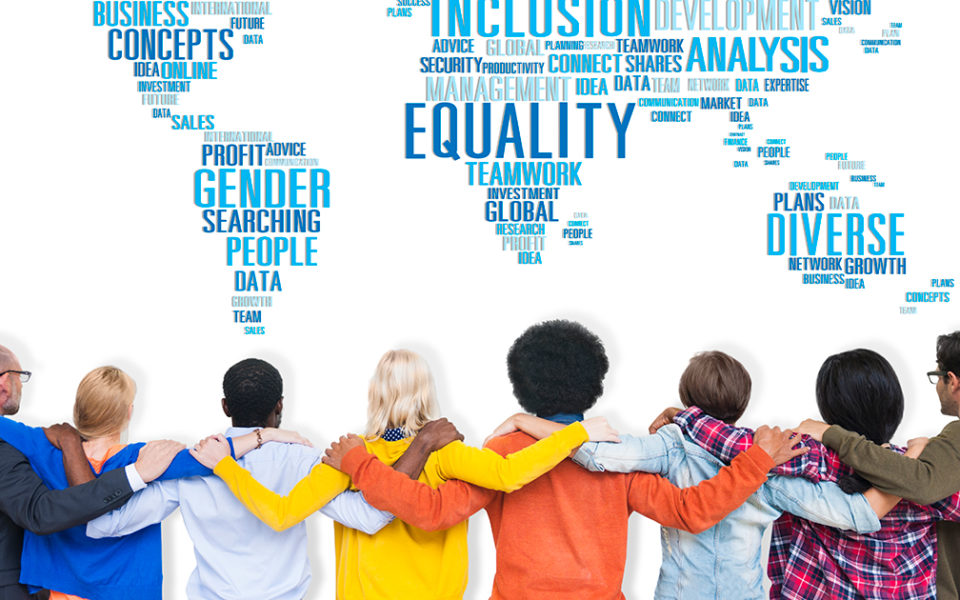 BUSINESS INTERNATIONAL
FUTURE
CONCEPTS DATA
IDEA ONLINE
INVESTMENT
FUTURE
DATA
SALES
INTERNATIONAL
PROFIT ADVICE
COMMUNICATION
GENDER
SEARCHING
PEOPLE
DATA
GROWTH
TEAM
SALES
SUCCESS
PLANS
INCLUSION DEVELOPMENT VISION
SALES
DATA
TEAM
PLAN
COMMUNICATION
DATA
ADVICE GLOBAL PLANNING RESEARCH TEAMWORK ANALYSIS
SECURITY PRODUCTIVITY CONNECT SHARES
MANAGEMENT IDEA DATA TEAM NETWORK DATA EXPERTISE
EQUALITY COMMUNICATION MARKET DATA
CONNECT IDEA
PLANS
TEAMWORK
INVESTMENT
GLOBAL DATA
RESEARCH CONNECT
PROFIT PEOPLE
IDEA SHARES
CONTRACT
FINANCE CONNECT
VISION PEOPLE
DATA SHARES
PEOPLE
FUTURE
BUSINESS
TEAM
DEVELOPMENT
PLANS DATA
DIVERSE
NETWORK GROWTH
BUSINESS IDEA
PLANS
CONCEPTS
TEAM